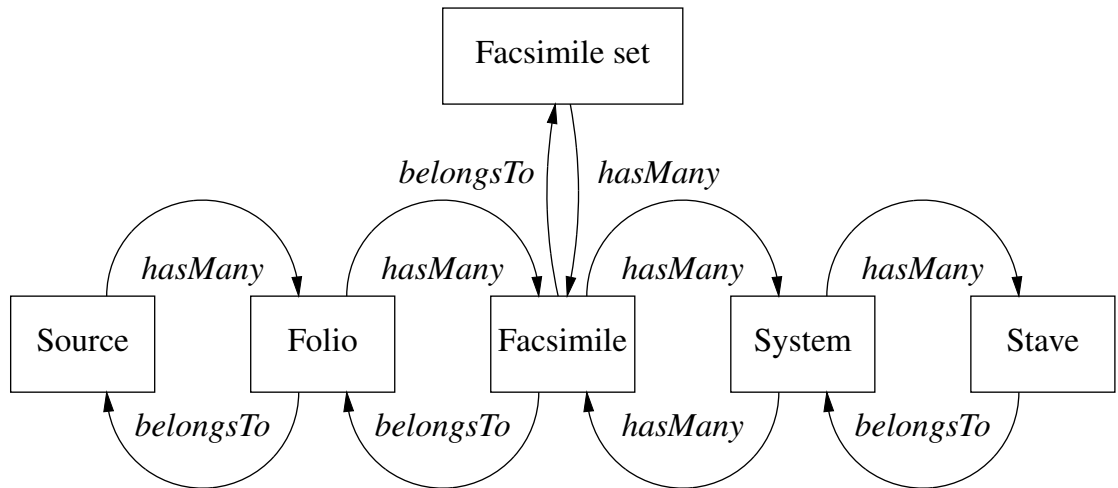 Facsimile set
belongsTo hasMany
hasMany hasMany hasMany hasMany
Source Folio Facsimile System Stave
belongsTo belongsTo hasMany belongsTo